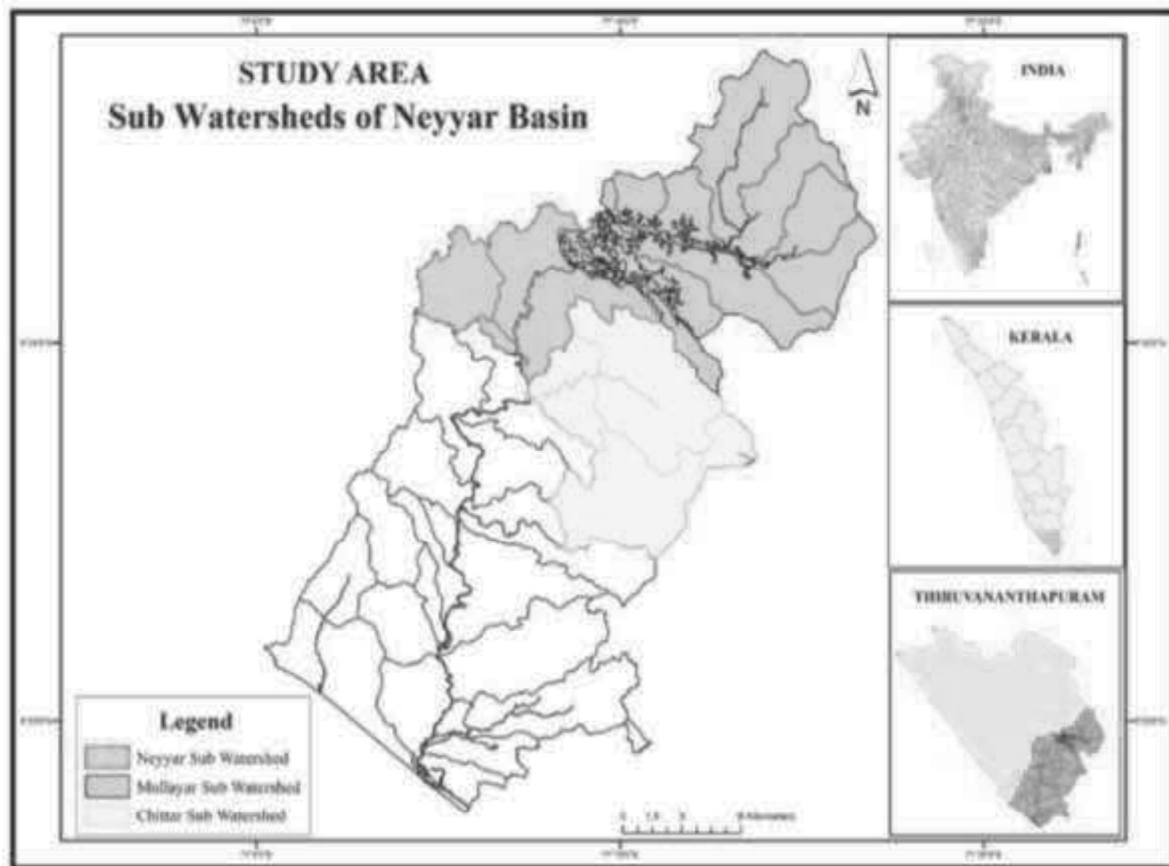 STUDY AREA
Sub Watersheds of Neyyar Basin
N
INDIA
KERALA
THIRUVANANTHAPURAM
Legend
Neyyar Sub Watershed
Mullayar Sub Watershed
Chittar Sub Watershed
Kilometers